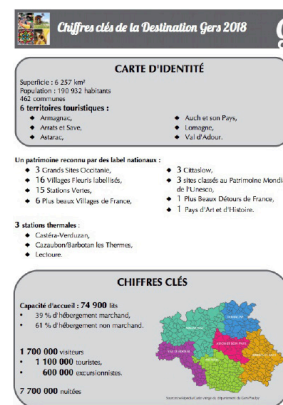 Chiffres clés de la Destination Gers 2018
CARTE D'IDENTITÉ
Superficie : 6 257 km²
Population : 190 932 habitants
462 communes
6 territoires touristiques :
Armagnac,
Arrats et Save,
Astarac,
Auch et son Pays,
Lomagne,
Val d'Adour.
Un patrimoine reconnu par des label nationaux :
3 Grands Sites Occitanie,
16 Villages Fleuris labellisés,
15 Stations Vertes,
6 Plus beaux Villages de France,
3 Cittaslow,
3 sites classés au Patrimoine Mondi
de l'Unesco,
1 Plus Beaux Détours de France,
1 Pays d'Art et d'Histoire.
3 stations thermales :
Castéra-Verduzan,
Cazaubon/Barbotan les Thermes,
Lectoure.
CHIFFRES CLÉS
Capacité d'accueil : 74 900 lits
39 % d'hébergement marchand,
61 % d'hébergement non marchand.
1 700 000 visiteurs
1 100 000 touristes,
600 000 excursionnistes.
7 700 000 nuitées